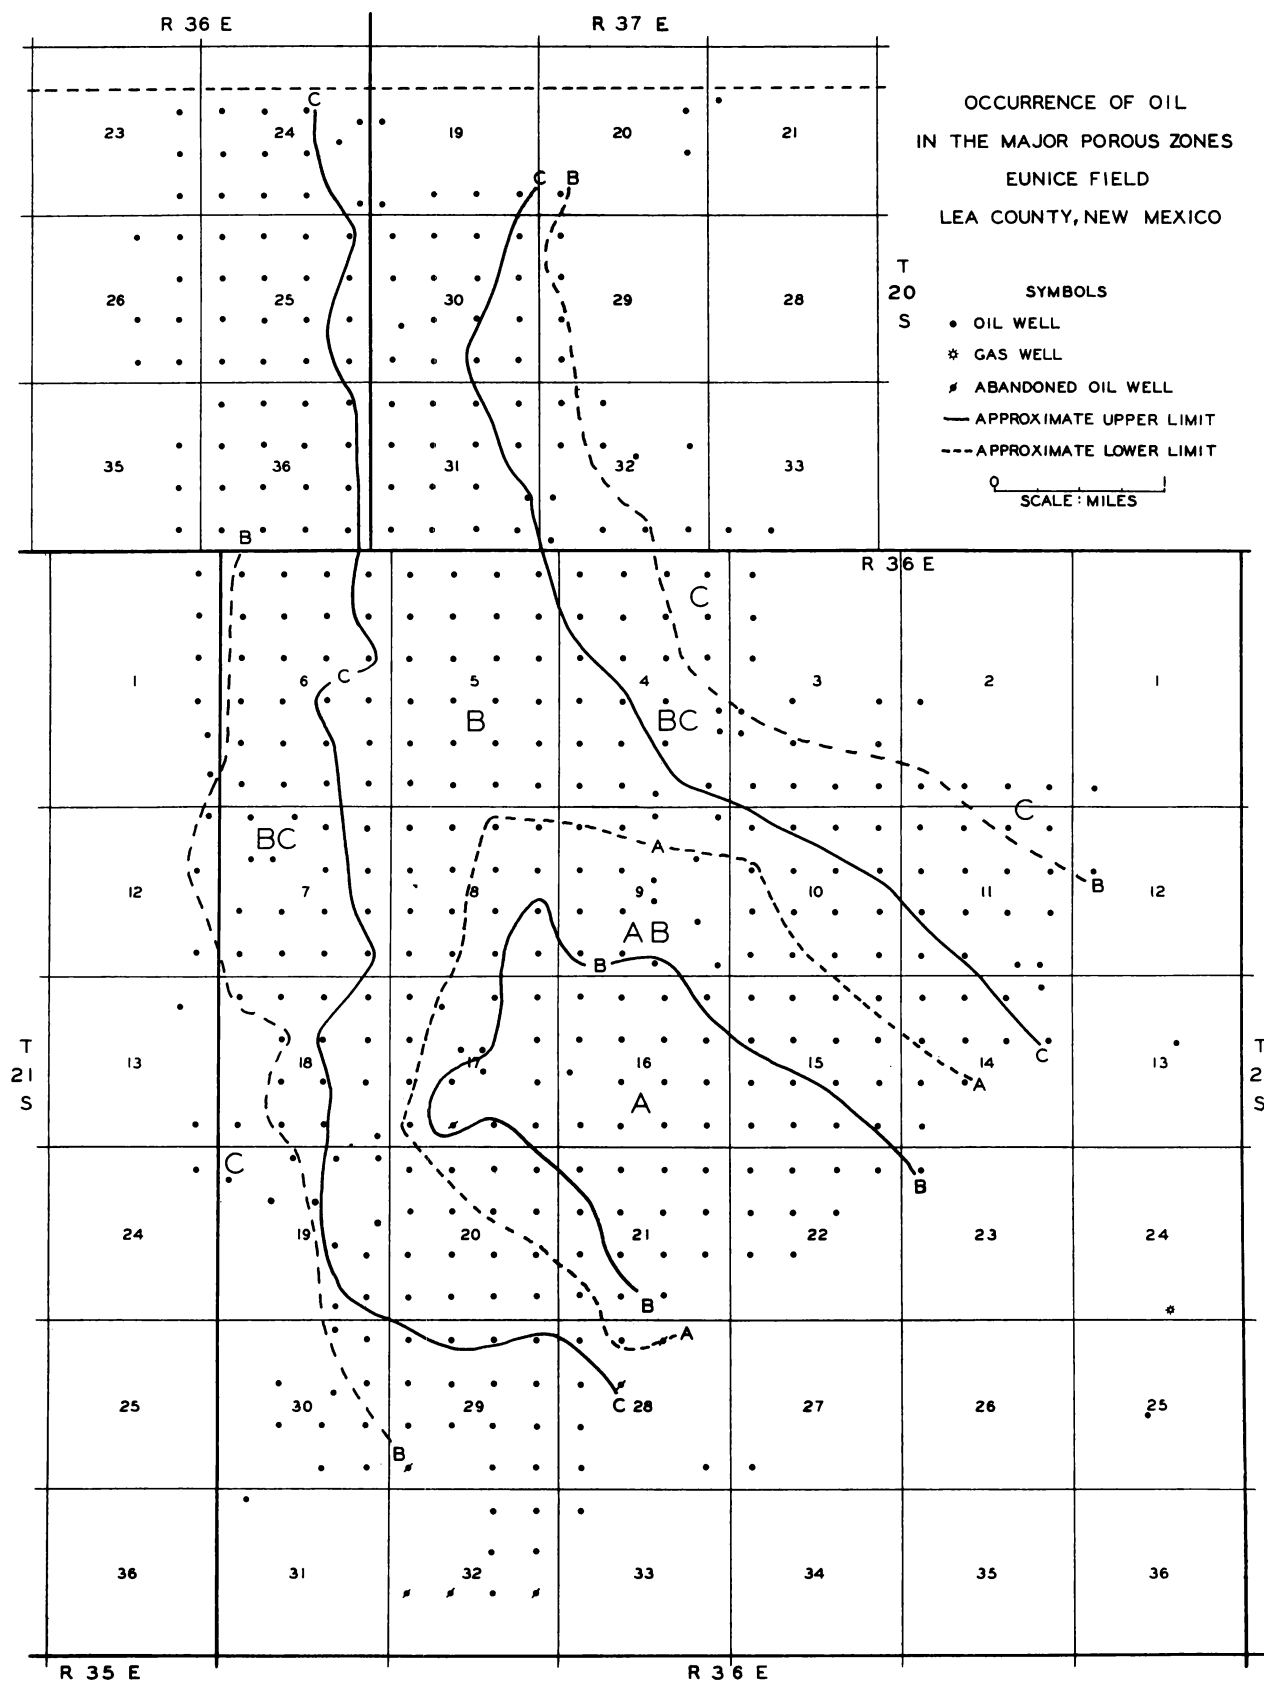 R 36 E
R 37 E
OCCURRENCE OF OIL
IN THE MAJOR POROUS ZONES
EUNICE FIELD
LEA COUNTY, NEW MEXICO
C
23
24
19
20
21
C
B
T
20
S
SYMBOLS
OIL WELL
GAS WELL
ABANDONED OIL WELL
APPROXIMATE UPPER LIMIT
APPROXIMATE LOWER LIMIT
0
1
SCALE: MILES
26
25
30
29
28
35
36
31
32
33
B
R 36 E
C
1
6
C
5
4
3
2
1
B
BC
C
BC
A
12
7
8
9
10
11
B
12
AB
B
T
21
S
13
18
17
16
15
14
C
13
T
2
S
A
A
C
B
24
19
20
21
22
23
24
B
A
25
30
29
C
28
27
26
25
B
36
31
32
33
34
35
36
R 35 E
R 36 E